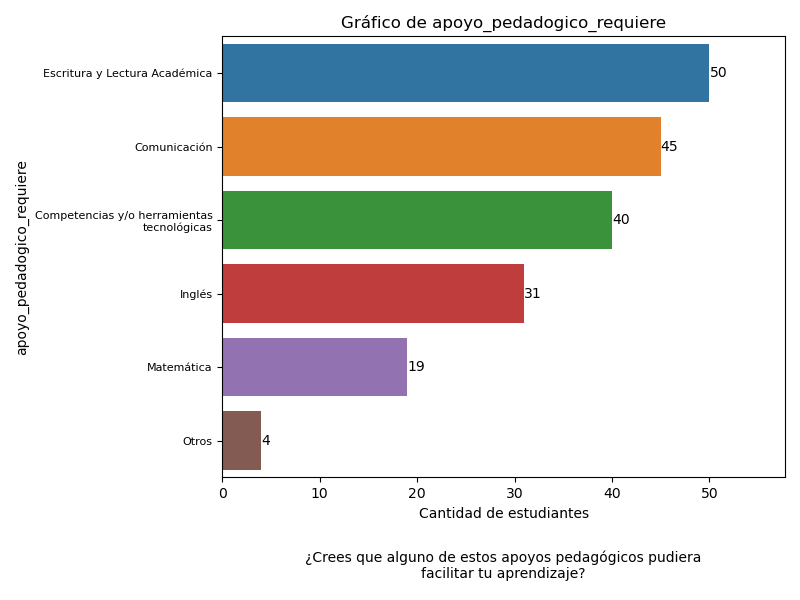 Gráfico de apoyo_pedadogico_requiere
apoyo_pedadogico_requiere
Escritura y Lectura Académica
50
Comunicación
45
Competencias y/o herramientas
tecnológicas
40
Inglés
31
Matemática
19
Otros
4
0 10 20 30 40 50
Cantidad de estudiantes
¿Crees que alguno de estos apoyos pedagógicos pudiera
facilitar tu aprendizaje?